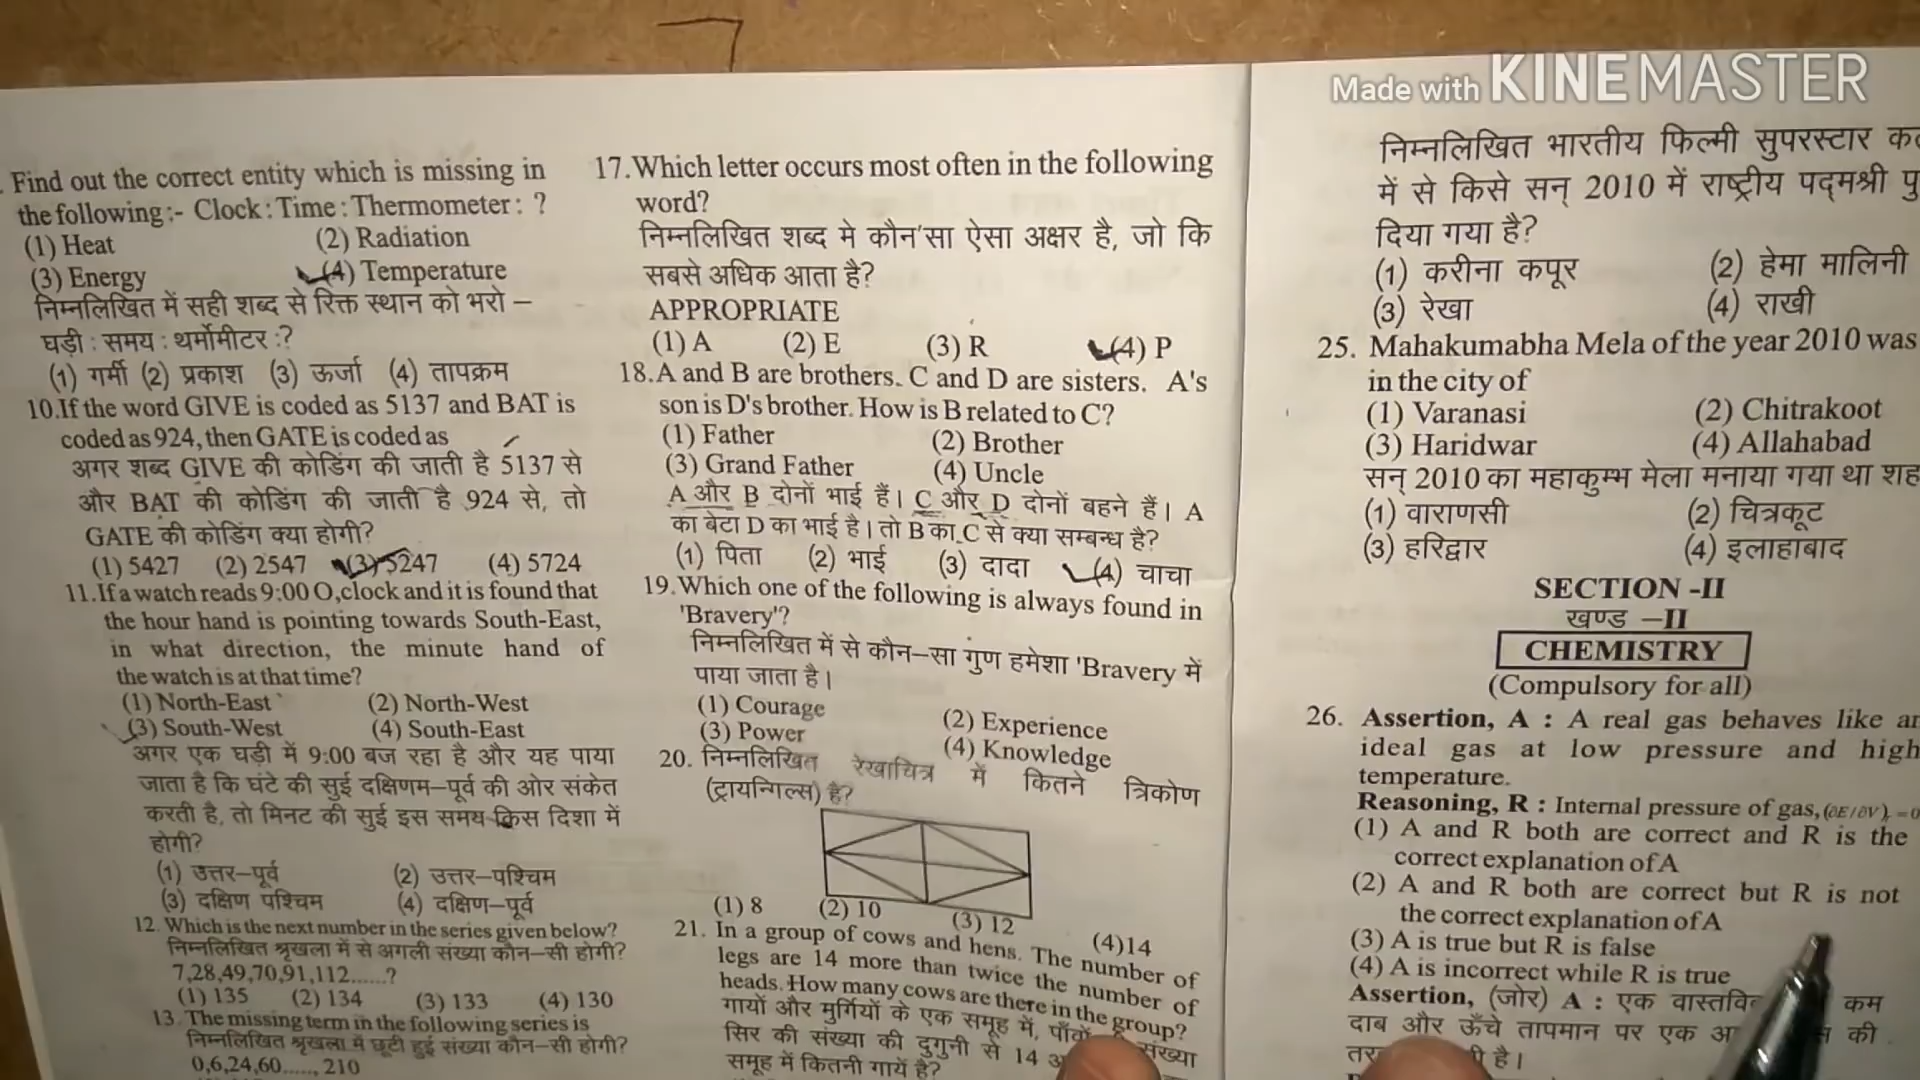 Made with KINEMASTER
Find out the correct entity which is missing in
the following:- Clock : Time : Thermometer : ?
(1) Heat (2) Radiation
(3) Energy (4) Temperature
निम्नलिखित में सही शब्द से रिक्त स्थान को भरो –
घड़ी : समय : थर्मोमीटर :?
(1) गर्मी (2) प्रकाश (3) ऊर्जा (4) तापक्रम
10.If the word GIVE is coded as 5137 and BAT is
coded as 924, then GATE is coded as
अगर शब्द GIVE की कोडिंग की जाती है 5137 से
और BAT की कोडिंग की जाती है 924 से, तो
GATE की कोडिंग क्या होगी?
(1) 5427 (2) 2547 (3) 5247 (4) 5724
11.If a watch reads 9:00 O,clock and it is found that
the hour hand is pointing towards South-East,
in what direction, the minute hand of
the watch is at that time?
(1) North-East (2) North-West
(3) South-West (4) South-East
अगर एक घड़ी में 9:00 बज रहा है और यह पाया
जाता है कि घंटे की सुई दक्षिणम–पूर्व की ओर संकेत
करती है, तो मिनट की सुई इस समय किस दिशा में
होगी?
(1) उत्तर–पूर्व (2) उत्तर–पश्चिम
(3) दक्षिण पश्चिम (4) दक्षिण–पूर्व
12. Which is the next number in the series given below?
निम्नलिखित श्रृखला में से अगली संख्या कौन–सी होगी?
7,28,49,70,91,112......?
(1) 135 (2) 134 (3) 133 (4) 130
13. The missing term in the following series is
निम्नलिखित श्रृखला में छूटी हुई संख्या कौन–सी होगी?
0,6,24,60....., 210
17.Which letter occurs most often in the following
word?
निम्नलिखित शब्द मे कौन सा ऐसा अक्षर है, जो कि
सबसे अधिक आता है?
APPROPRIATE
(1) A (2) E (3) R (4) P
18.A and B are brothers. C and D are sisters. A's
son is D's brother. How is B related to C?
(1) Father (2) Brother
(3) Grand Father (4) Uncle
A और B दोनों भाई हैं। C और D दोनों बहने हैं। A
का बेटा D का भाई है। तो B का C से क्या सम्बन्ध है?
(1) पिता (2) भाई (3) दादा (4) चाचा
19.Which one of the following is always found in
'Bravery'?
निम्नलिखित में से कौन–सा गुण हमेशा 'Bravery में
पाया जाता है।
(1) Courage (2) Experience
(3) Power (4) Knowledge
20. निम्नलिखित रेखाचित्र में कितने त्रिकोण
(ट्रायन्गिल्स) है?
(1) 8 (2) 10 (3) 12 (4)14
21. In a group of cows and hens. The number of
legs are 14 more than twice the number of
heads. How many cows are there in the group?
गायों और मुर्गियों के एक समूह में, पाँवों संख्या
सिर की संख्या की दुगुनी से 14
समूह में कितनी गायें है?
निम्नलिखित भारतीय फिल्मी सुपरस्टार
में से किसे सन् 2010 में राष्ट्रीय पद्मश्री
दिया गया है?
(1) करीना कपूर (2) हेमा मालिनी
(3) रेखा (4) राखी
25. Mahakumabha Mela of the year 2010 was
in the city of
(1) Varanasi (2) Chitrakoot
(3) Haridwar (4) Allahabad
सन् 2010 का महाकुम्भ मेला मनाया गया था शह
(1) वाराणसी (2) चित्रकूट
(3) हरिद्वार (4) इलाहाबाद
SECTION -II
खण्ड –II
CHEMISTRY
(Compulsory for all)
26. Assertion, A : A real gas behaves like an
ideal gas at low pressure and high
temperature.
Reasoning, R : Internal pressure of gas, (∂E/∂V)T = 0
(1) A and R both are correct and R is the
correct explanation of A
(2) A and R both are correct but R is not
the correct explanation of A
(3) A is true but R is false
(4) A is incorrect while R is true
Assertion, (जोर) A : एक कम
दाब और ऊँचे तापमान पर एक की
है।